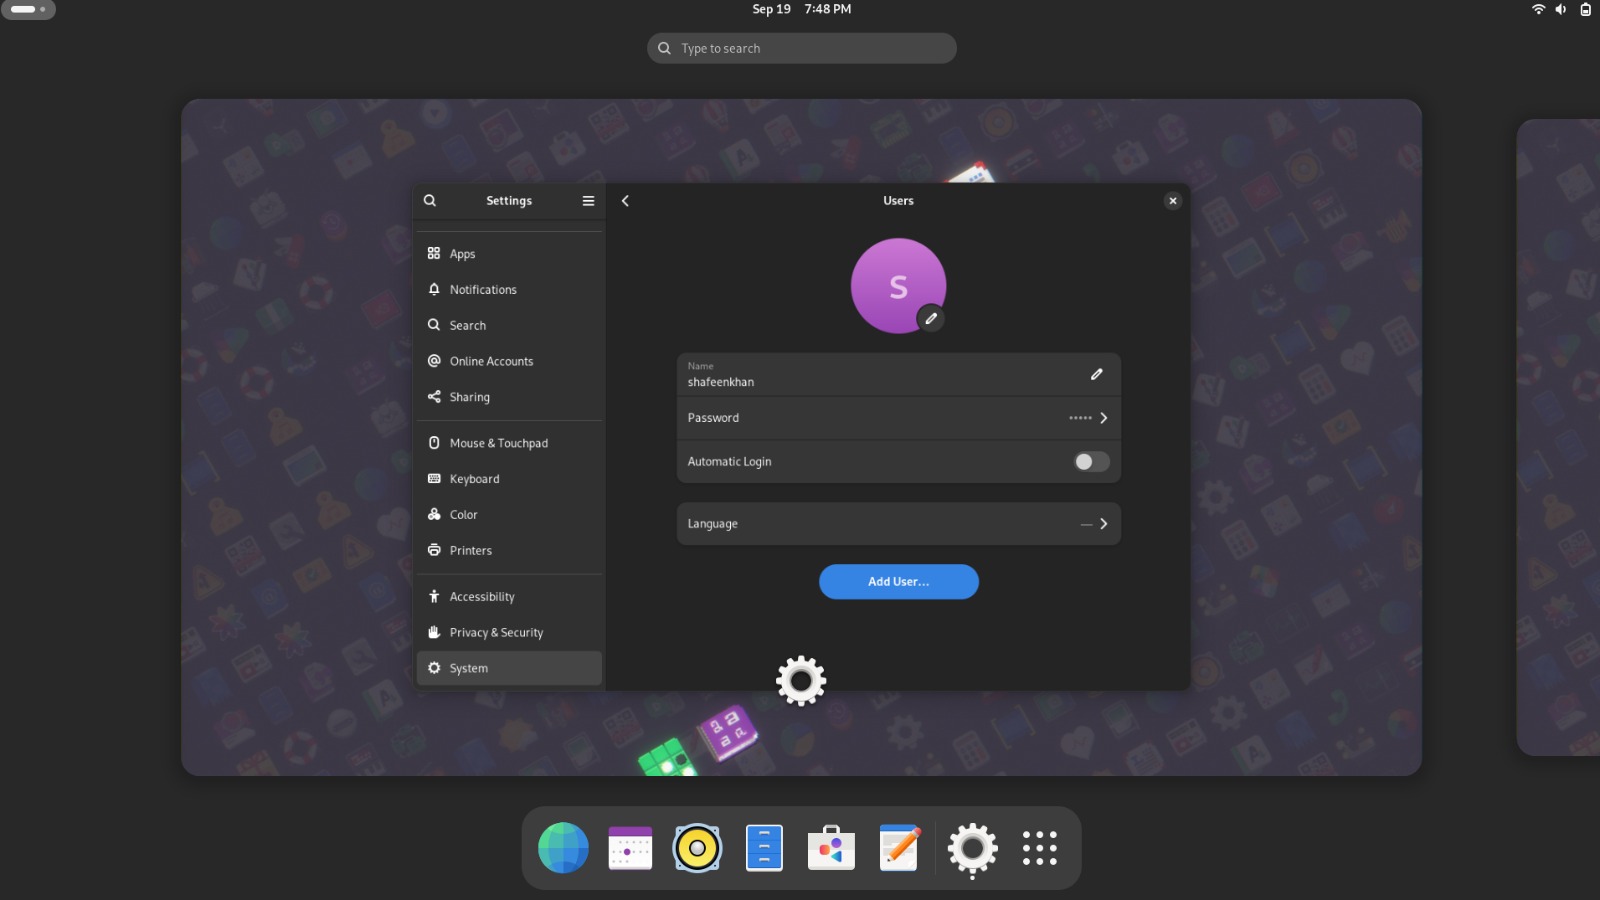 Sep 19 7:48 PM
Type to search
Settings
Users
Apps
Notifications
Search
Online Accounts
Sharing
Mouse & Touchpad
Keyboard
Color
Printers
Accessibility
Privacy & Security
System
S
Name
shafeenkhan
Password
•••••
Automatic Login
Language
—
Add User...